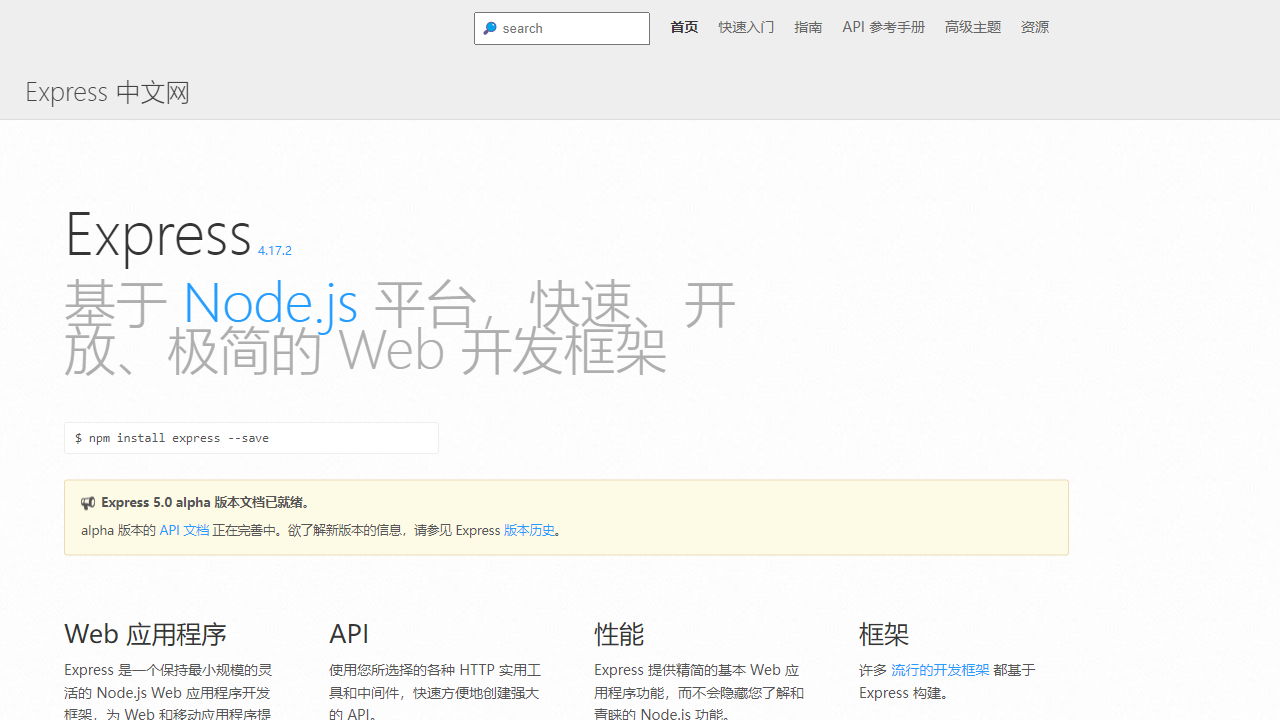 search
首页 快速入门 指南 API 参考手册 高级主题 资源
Express 中文网
Express 4.17.2
基于 Node.js 平台，快速、开
放、极简的 Web 开发框架
$ npm install express --save
Express 5.0 alpha 版本文档已就绪。
alpha 版本的 API 文档 正在完善中。欲了解新版本的信息，请参见 Express 版本历史。
Web 应用程序
Express 是一个保持最小规模的灵
活的 Node.js Web 应用程序开发
框架，为 Web 和移动应用程序提
API
使用您所选择的各种 HTTP 实用工
具和中间件，快速方便地创建强大
的 API。
性能
Express 提供精简的基本 Web 应
用程序功能，而不会隐藏您了解和
青睐的 Node.js 功能。
框架
许多 流行的开发框架 都基于
Express 构建。